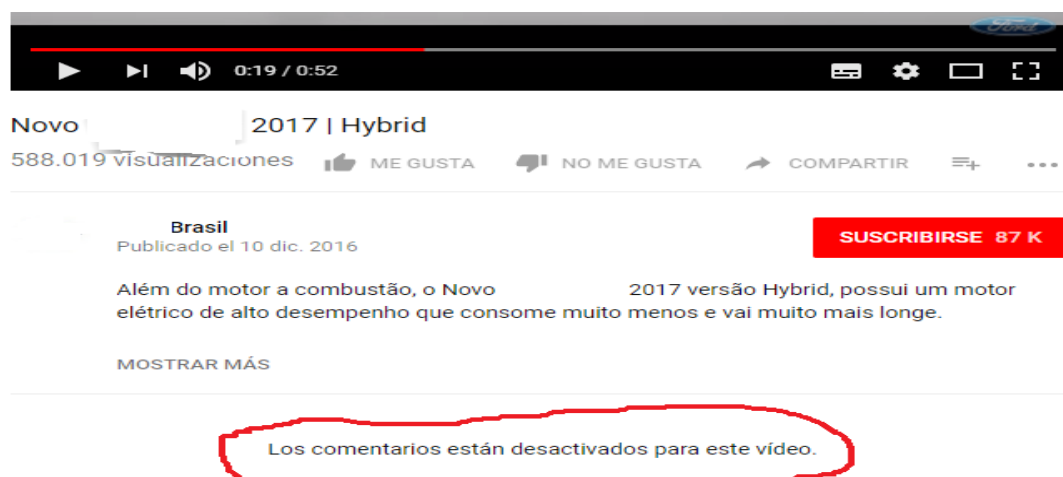 Ford
0:19 / 0:52
Novo 2017 | Hybrid
588.019 visualizaciones ME GUSTA NO ME GUSTA COMPARTIR
Brasil
Publicado el 10 dic. 2016
SUSCRIBIRSE 87 K
Além do motor a combustão, o Novo 2017 versão Hybrid, possui um motor
elétrico de alto desempenho que consome muito menos e vai muito mais longe.
MOSTRAR MÁS
Los comentarios están desactivados para este vídeo.